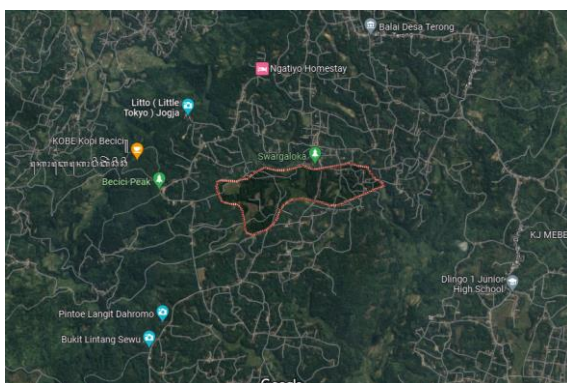 Balai Desa Terong
Ngatiyo Homestay
Litto ( Little
Tokyo ) Jogja
KOBE Kopi Becici
Swargaloka
Becici Peak
KJ MEBE
Dlingo 1 Junior
High School
Pintoe Langit Dahromo
Bukit Lintang Sewu
Google